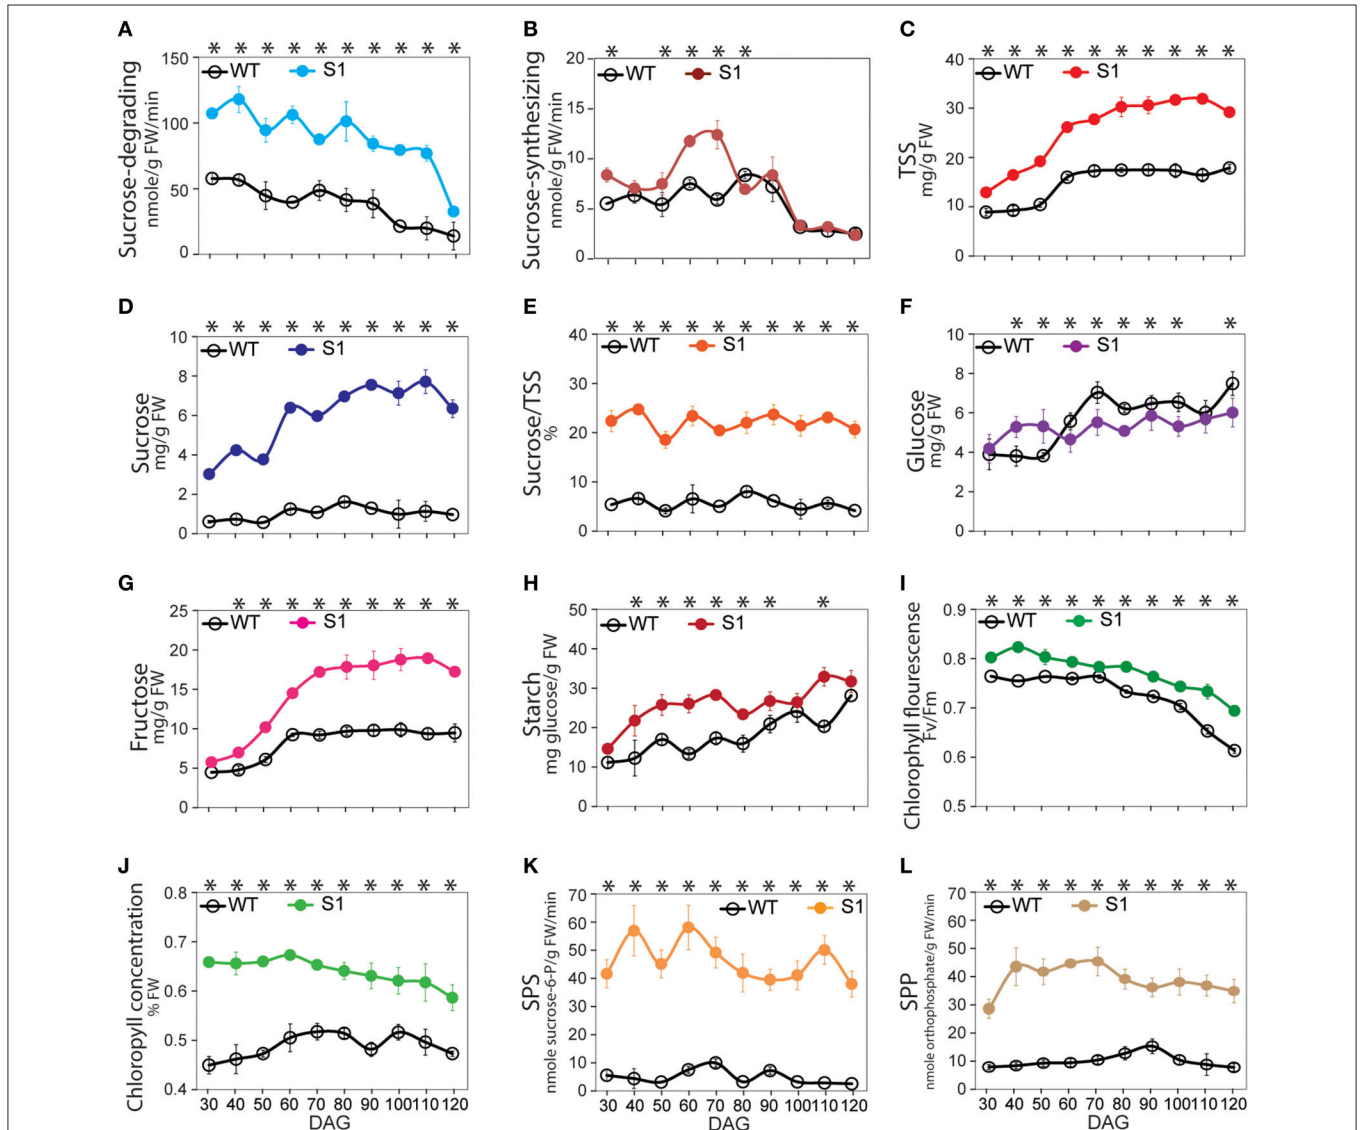 A
* * * * * * * * * *
WT S1
Sucrose-degrading
nmole/g FW/min
150
100
50
0
B
* * * * *
WT S1
Sucrose-synthesizing
nmole/g FW/min
20
15
10
5
0
C
* * * * * * * * * *
WT S1
TSS
mg/g FW
40
30
20
10
0
D
* * * * * * * * * *
WT S1
Sucrose
mg/g FW
10
8
6
4
2
0
E
* * * * * * * * * *
WT S1
Sucrose/TSS
%
40
30
20
10
0
F
* * * * * * * *
WT S1
Glucose
mg/g FW
10
8
6
4
2
0
G
* * * * * * * * *
WT S1
Fructose
mg/g FW
25
20
15
10
5
0
H
* * * * * * *
WT S1
Starch
mg glucose/g FW
50
40
30
20
10
0
I
* * * * * * * * * *
WT S1
Chlorophyll flourescense
Fv/Fm
0.9
0.8
0.7
0.6
0.5
J
* * * * * * * * * *
WT S1
Chloropyll concentration
% FW
0.8
0.7
0.6
0.5
0.4
30 40 50 60 70 80 90 100 110 120
DAG
K
* * * * * * * * * *
WT S1
SPS
nmole sucrose-6-P/g FW/min
70
60
50
40
30
20
10
0
30 40 50 60 70 80 90 100 110 120
DAG
L
* * * * * * * * * *
WT S1
SPP
nmole orthophosphate/g FW/min
70
60
50
40
30
20
10
0
30 40 50 60 70 80 90 100 110 120
DAG